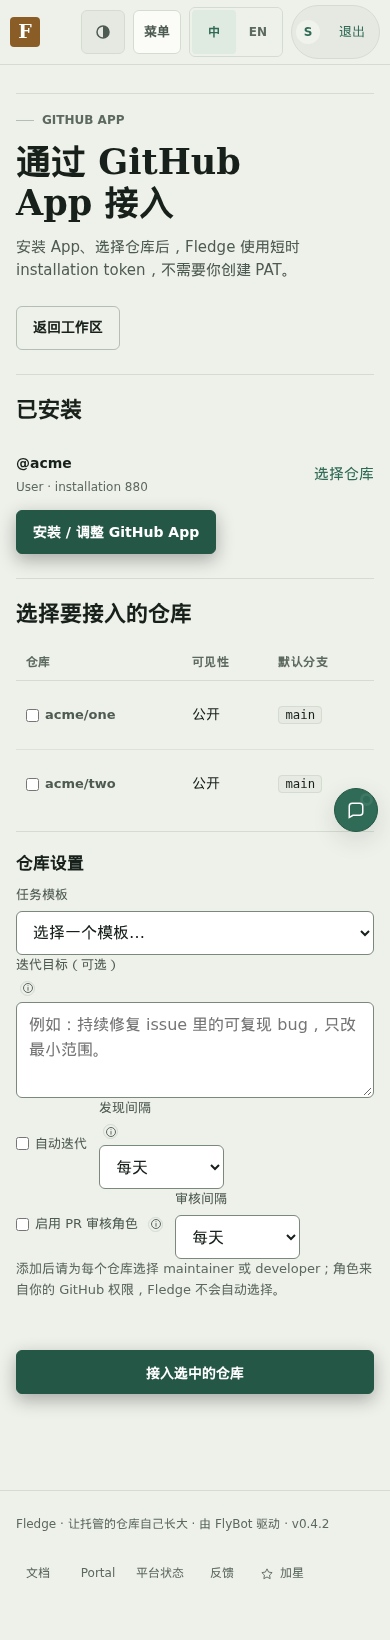 F 菜单 中 EN S 退出
GITHUB APP
通过 GitHub
App 接入
安装 App、选择仓库后，Fledge 使用短时
installation token，不需要你创建 PAT。
返回工作区
已安装
@acme
User · installation 880
选择仓库
安装 / 调整 GitHub App
选择要接入的仓库
仓库 可见性 默认分支
acme/one 公开 main
acme/two 公开 main
仓库设置
任务模板
选择一个模板...
迭代目标（可选）
例如：持续修复 issue 里的可复现 bug，只改
最小范围。
发现间隔
自动迭代
每天
审核间隔
启用 PR 审核角色
每天
添加后请为每个仓库选择 maintainer 或 developer；角色来
自你的 GitHub 权限，Fledge 不会自动选择。
接入选中的仓库
Fledge · 让托管的仓库自己长大 · 由 FlyBot 驱动 · v0.4.2
文档 Portal 平台状态 反馈 加星